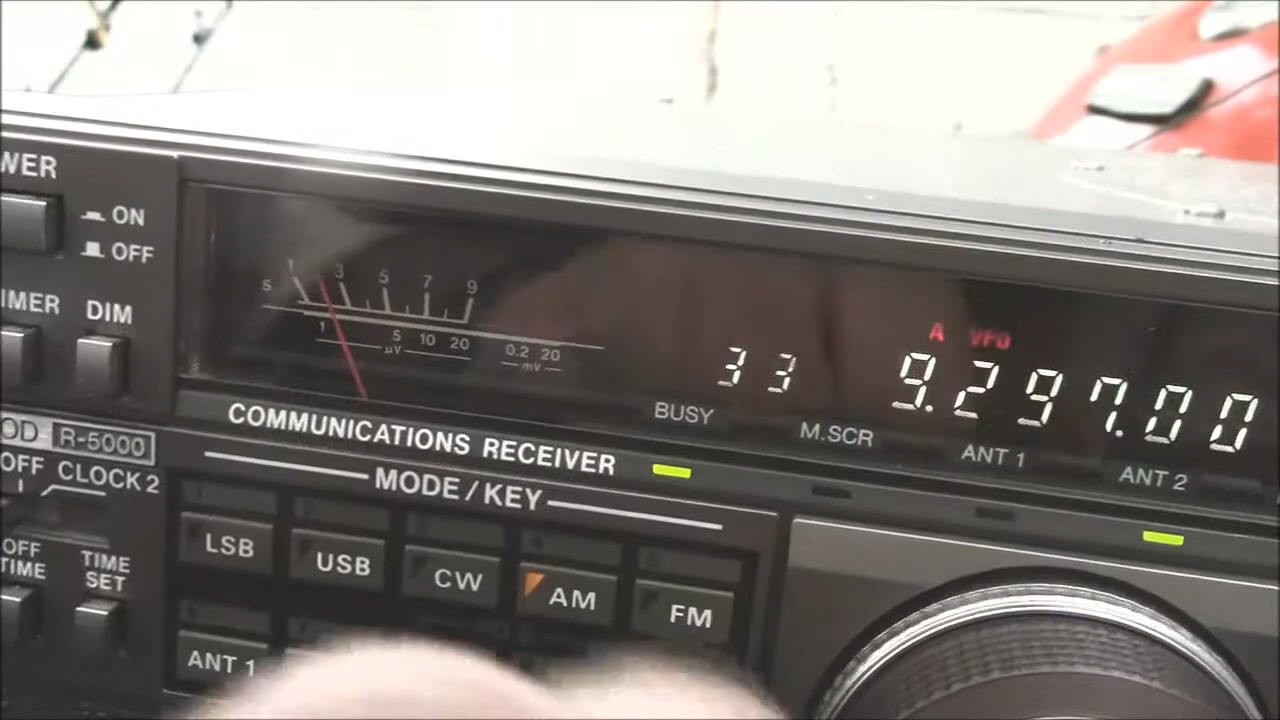 WER
ON
OFF
IMER DIM
S 1 3 5 7 9
1 5 10 20 0.2 20
µV mV
A VFO
33 9.297.00
BUSY M.SCR ANT 1 ANT 2
COMMUNICATIONS RECEIVER
OD- R-5000
OFF CLOCK 2
MODE / KEY
OFF TIME
TIME SET
LSB USB CW AM FM
ANT 1